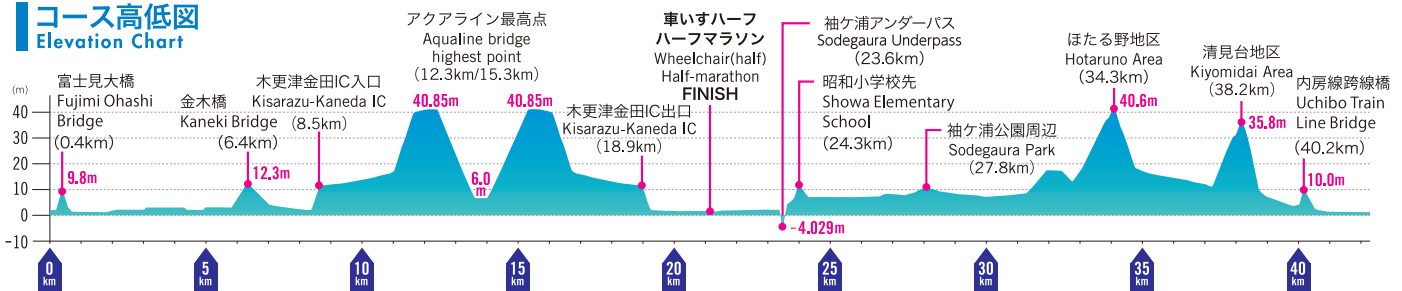 コース高低図
Elevation Chart
富士見大橋
Fujimi Ohashi
Bridge
(0.4km)
9.8m
金木橋
Kaneki Bridge
(6.4km)
12.3m
木更津金田IC入口
Kisarazu-Kaneda IC
(8.5km)
アクアライン最高点
Aqualine bridge
highest point
(12.3km/15.3km)
40.85m
40.85m
6.0
m
木更津金田IC出口
Kisarazu-Kaneda IC
(18.9km)
車いすハーフ
ハーフマラソン
Wheelchair(half)
Half-marathon
FINISH
袖ケ浦アンダーパス
Sodegaura Underpass
(23.6km)
-4.029m
昭和小学校先
Showa Elementary
School
(24.3km)
袖ケ浦公園周辺
Sodegaura Park
(27.8km)
ほたる野地区
Hotaruno Area
(34.3km)
40.6m
清見台地区
Kiyomidai Area
(38.2km)
35.8m
内房線跨線橋
Uchibo Train
Line Bridge
(40.2km)
10.0m
(m)
40
30
20
10
0
-10
0
km
5
km
10
km
15
km
20
km
25
km
30
km
35
km
40
km